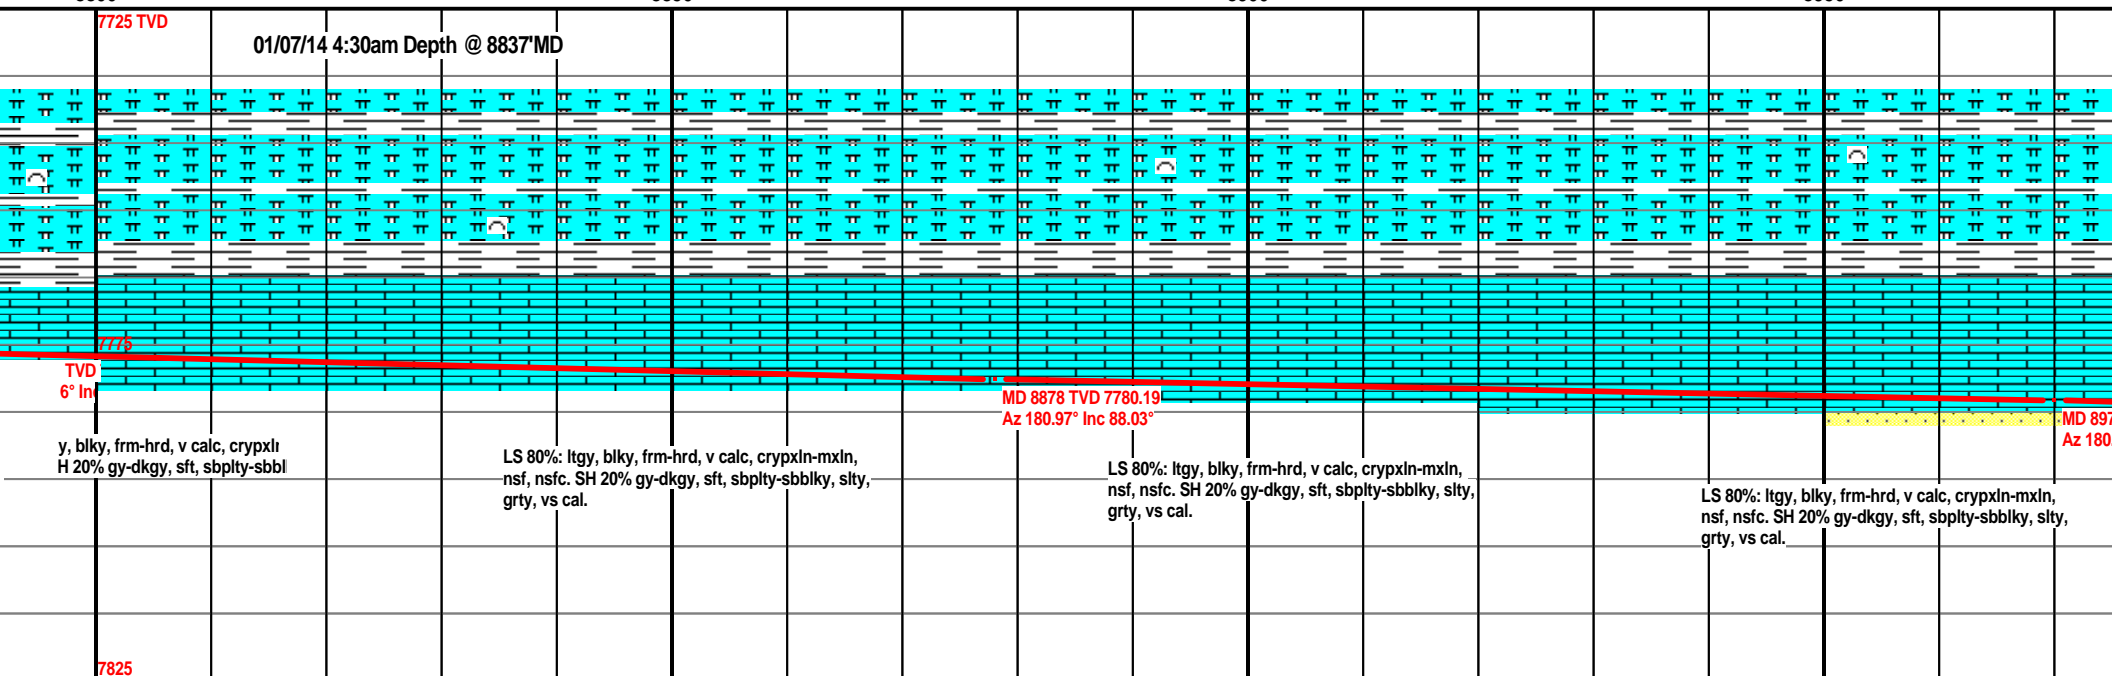 7725 TVD
01/07/14 4:30am Depth @ 8837'MD
7775
TVD
6° Inc
MD 8878 TVD 7780.19
Az 180.97° Inc 88.03°
MD 897
Az 180.
y, blky, frm-hrd, v calc, crypxln
H 20% gy-dkgy, sft, sbplty-sbbl
LS 80%: ltgy, blky, frm-hrd, v calc, crypxln-mxln,
nsf, nsfc. SH 20% gy-dkgy, sft, sbplty-sbblky, slty,
grty, vs cal.
LS 80%: ltgy, blky, frm-hrd, v calc, crypxln-mxln,
nsf, nsfc. SH 20% gy-dkgy, sft, sbplty-sbblky, slty,
grty, vs cal.
LS 80%: ltgy, blky, frm-hrd, v calc, crypxln-mxln,
nsf, nsfc. SH 20% gy-dkgy, sft, sbplty-sbblky, slty,
grty, vs cal.
7825